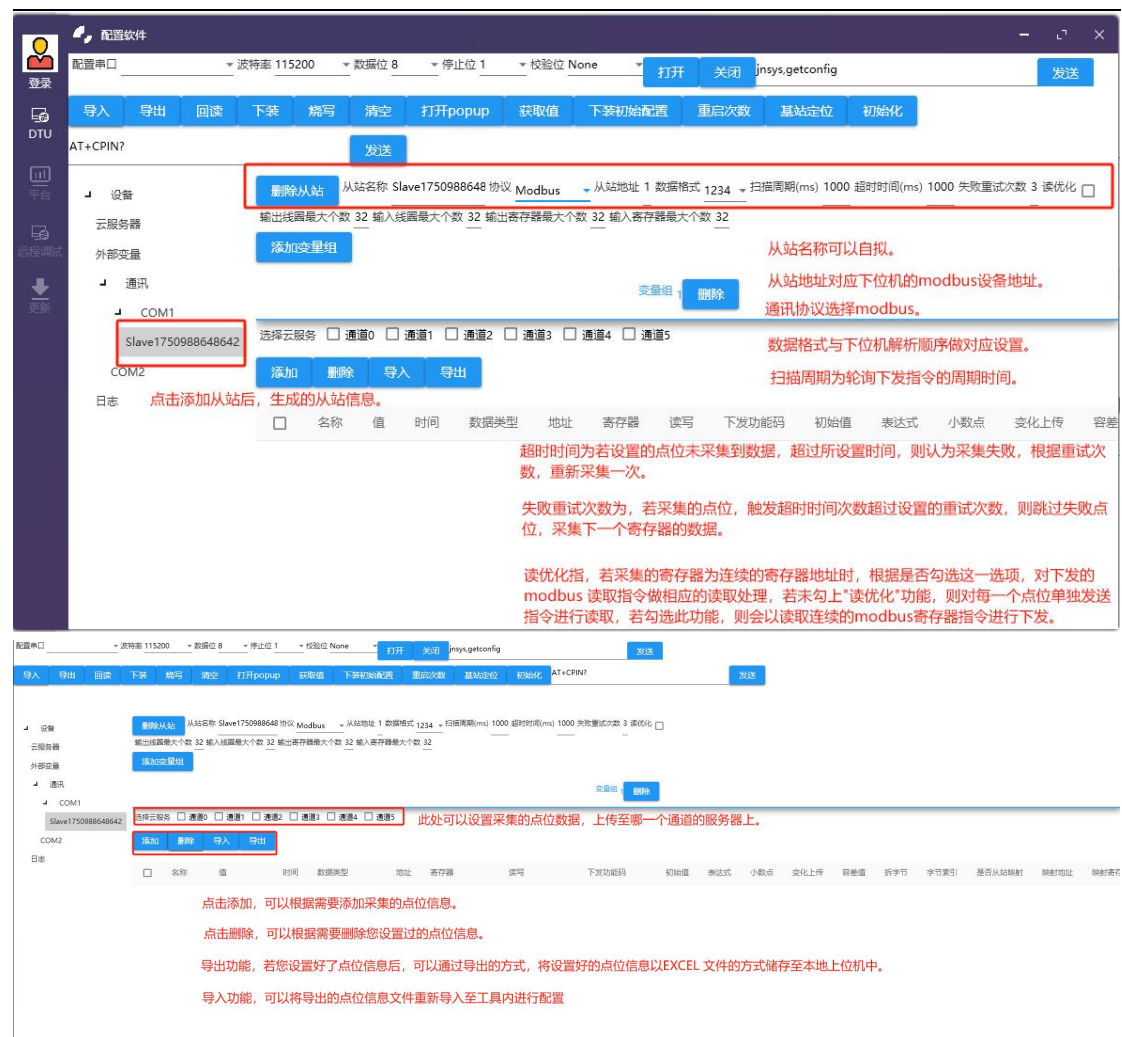 配置软件
登录
DTU
平台
远程调试
更新
配置串口 波特率 115200 数据位 8 停止位 1 校验位 None 打开 关闭 jnsys,getconfig 发送
导入 导出 回读 下装 烧写 清空 打开popup 获取值 下装初始配置 重启次数 基站定位 初始化
AT+CPIN? 发送
设备
云服务器
外部变量
通讯
COM1
Slave1750988648642
COM2
日志
删除从站 从站名称 Slave1750988648 协议 Modbus 从站地址 1 数据格式 1234 扫描周期(ms) 1000 超时时间(ms) 1000 失败重试次数 3 读优化
输出线圈最大个数 32 输入线圈最大个数 32 输出寄存器最大个数 32 输入寄存器最大个数 32
添加变量组
变量组 1 删除
从站名称可以自拟。
从站地址对应下位机的modbus设备地址。
通讯协议选择modbus。
选择云服务 通道0 通道1 通道2 通道3 通道4 通道5
数据格式与下位机解析顺序做对应设置。
添加 删除 导入 导出
扫描周期为轮询下发指令的周期时间。
点击添加从站后，生成的从站信息。
名称 值 时间 数据类型 地址 寄存器 读写 下发功能码 初始值 表达式 小数点 变化上传 容差
超时时间为若设置的点位未采集到数据，超过所设置时间，则认为采集失败，根据重试次
数，重新采集一次。
失败重试次数为，若采集的点位，触发超时时间次数超过设置的重试次数，则跳过失败点
位，采集下一个寄存器的数据。
读优化指，若采集的寄存器为连续的寄存器地址时，根据是否勾选这一选项，对下发的
modbus 读取指令做相应的读取处理，若未勾上"读优化"功能，则对每一个点位单独发送
指令进行读取，若勾选此功能，则会以读取连续的modbus寄存器指令进行下发。
配置串口 波特率 115200 数据位 8 停止位 1 校验位 None 打开 关闭 jnsys,getconfig 发送
导入 导出 回读 下装 烧写 清空 打开popup 获取值 下装初始配置 重启次数 基站定位 初始化 AT+CPIN? 发送
设备
云服务器
外部变量
通讯
COM1
Slave1750988648642
COM2
日志
删除从站 从站名称 Slave1750988648 协议 Modbus 从站地址 1 数据格式 1234 扫描周期(ms) 1000 超时时间(ms) 1000 失败重试次数 3 读优化
输出线圈最大个数 32 输入线圈最大个数 32 输出寄存器最大个数 32 输入寄存器最大个数 32
添加变量组
变量组 1 删除
选择云服务 通道0 通道1 通道2 通道3 通道4 通道5
此处可以设置采集的点位数据，上传至哪一个通道的服务器上。
添加 删除 导入 导出
名称 值 时间 数据类型 地址 寄存器 读写 下发功能码 初始值 表达式 小数点 变化上传 容差值 拆字节 字节索引 是否从站映射 映射地址 映射寄存
点击添加，可以根据需要添加采集的点位信息。
点击删除，可以根据需要删除您设置过的点位信息。
导出功能，若您设置好了点位信息后，可以通过导出的方式，将设置好的点位信息以EXCEL 文件的方式储存至本地上位机中。
导入功能，可以将导出的点位信息文件重新导入至工具内进行配置